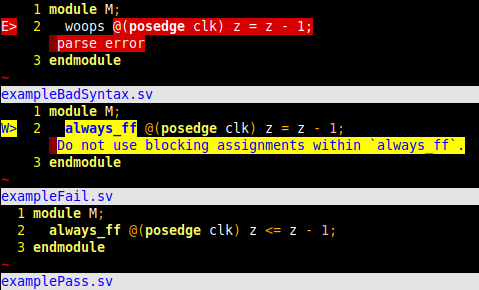 1 module M;
E> 2 woops @(posedge clk) z = z - 1;
parse error
3 endmodule
~
exampleBadSyntax.sv
1 module M;
W> 2 always_ff @(posedge clk) z = z - 1;
Do not use blocking assignments within `always_ff`.
3 endmodule
~
exampleFail.sv
1 module M;
2 always_ff @(posedge clk) z <= z - 1;
3 endmodule
~
examplePass.sv